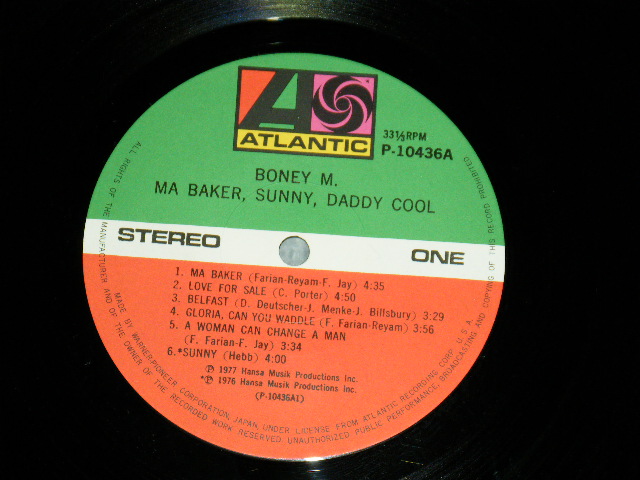 ATLANTIC
33⅓RPM
P-10436A
BONEY M.
MA BAKER, SUNNY, DADDY COOL
STEREO
ONE
1. MA BAKER (Farian-Reyam-F. Jay) 4:35
2. LOVE FOR SALE (C. Porter) 4:50
3. BELFAST (D. Deutscher-J. Menke-J. Billsbury) 3:29
4. GLORIA, CAN YOU WADDLE (F. Farian-Reyam) 3:56
5. A WOMAN CAN CHANGE A MAN
(F. Farian-F. Jay) 3:34
6.*SUNNY (Hebb) 4:00
Ⓟ 1977 Hansa Musik Productions Inc.
*Ⓟ 1976 Hansa Musik Productions Inc.
(P-10436A1)
ALL RIGHTS OF THE MANUFACTURER AND OF THE OWNER OF THE RECORDED WORK RESERVED UNAUTHORIZED PUBLIC PERFORMANCE, BROADCASTING AND COPYING OF THIS RECORD PROHIBITED
MADE BY WARNER/PIONEER CORPORATION, JAPAN, UNDER LICENSE FROM ATLANTIC RECORDING CORP. U.S.A.